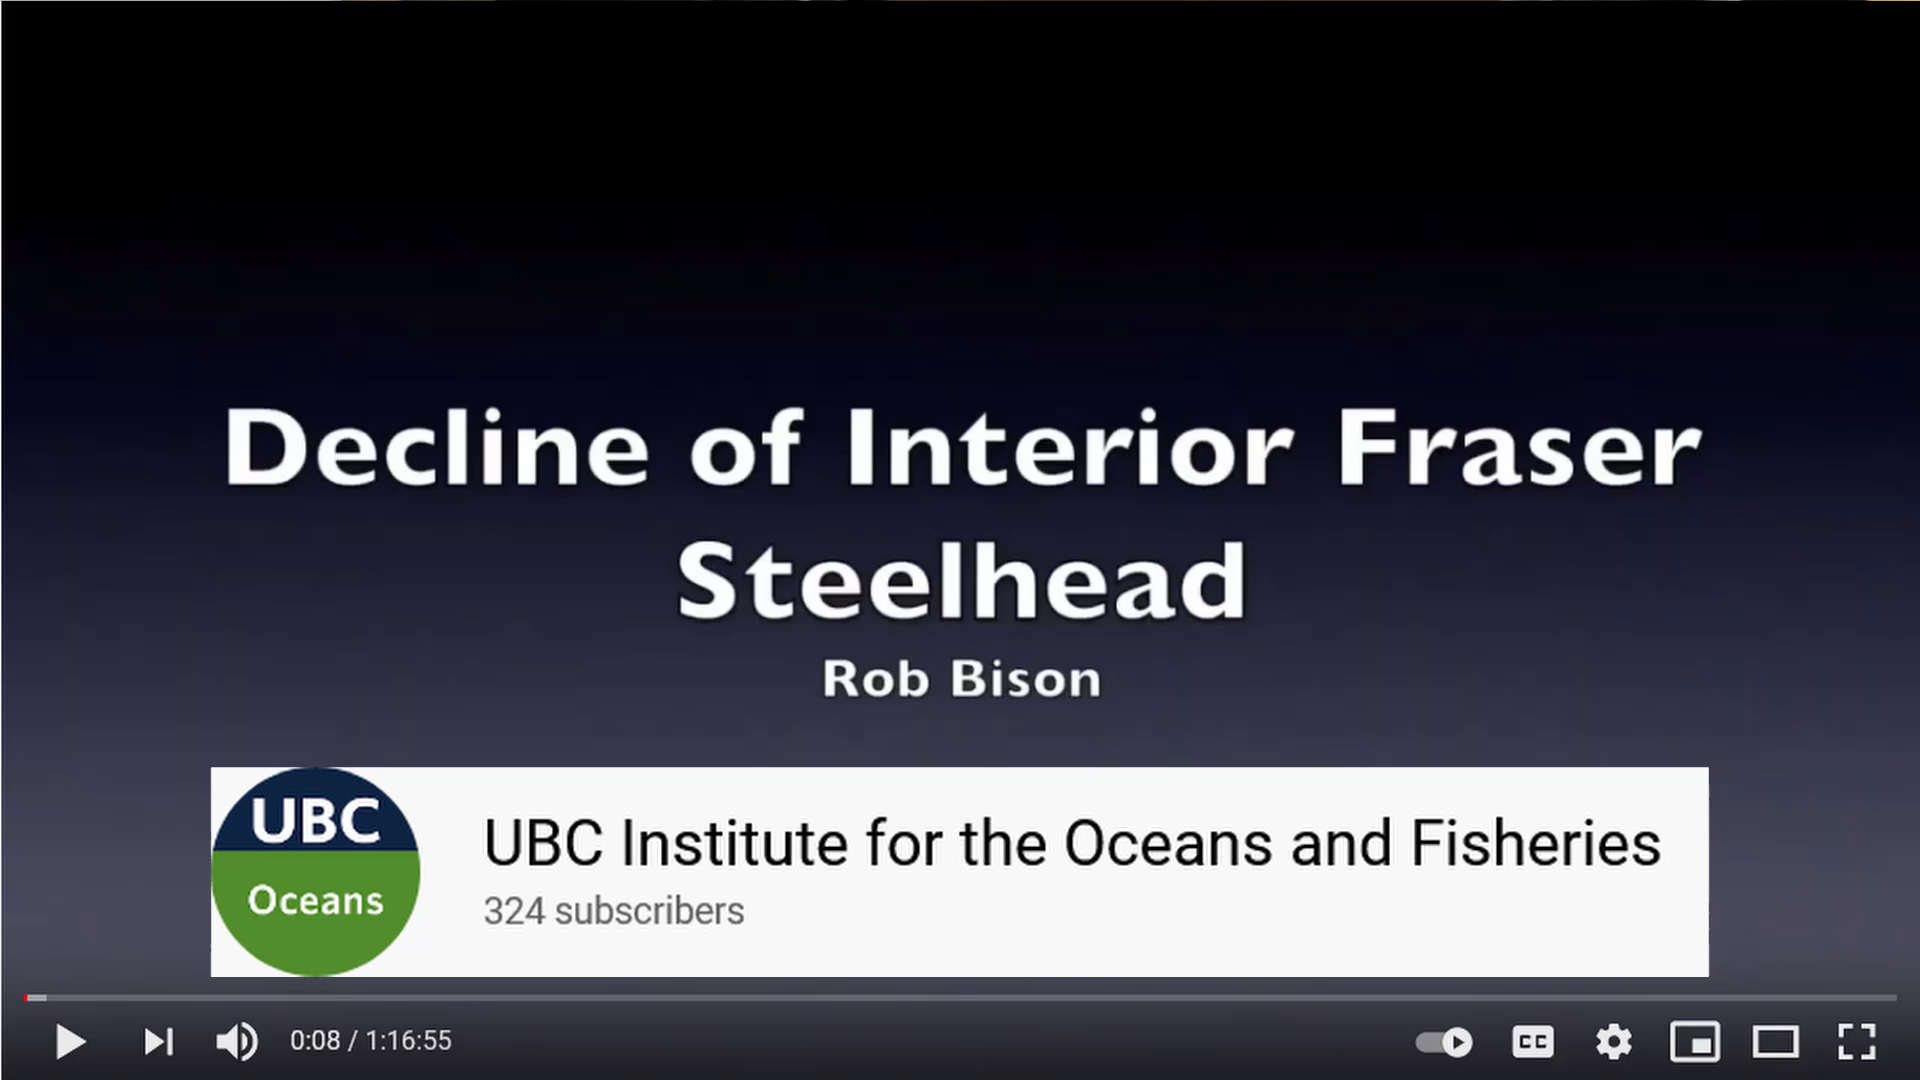 Decline of Interior Fraser
Steelhead
Rob Bison
UBC
Oceans
UBC Institute for the Oceans and Fisheries
324 subscribers
0:08 / 1:16:55
CC